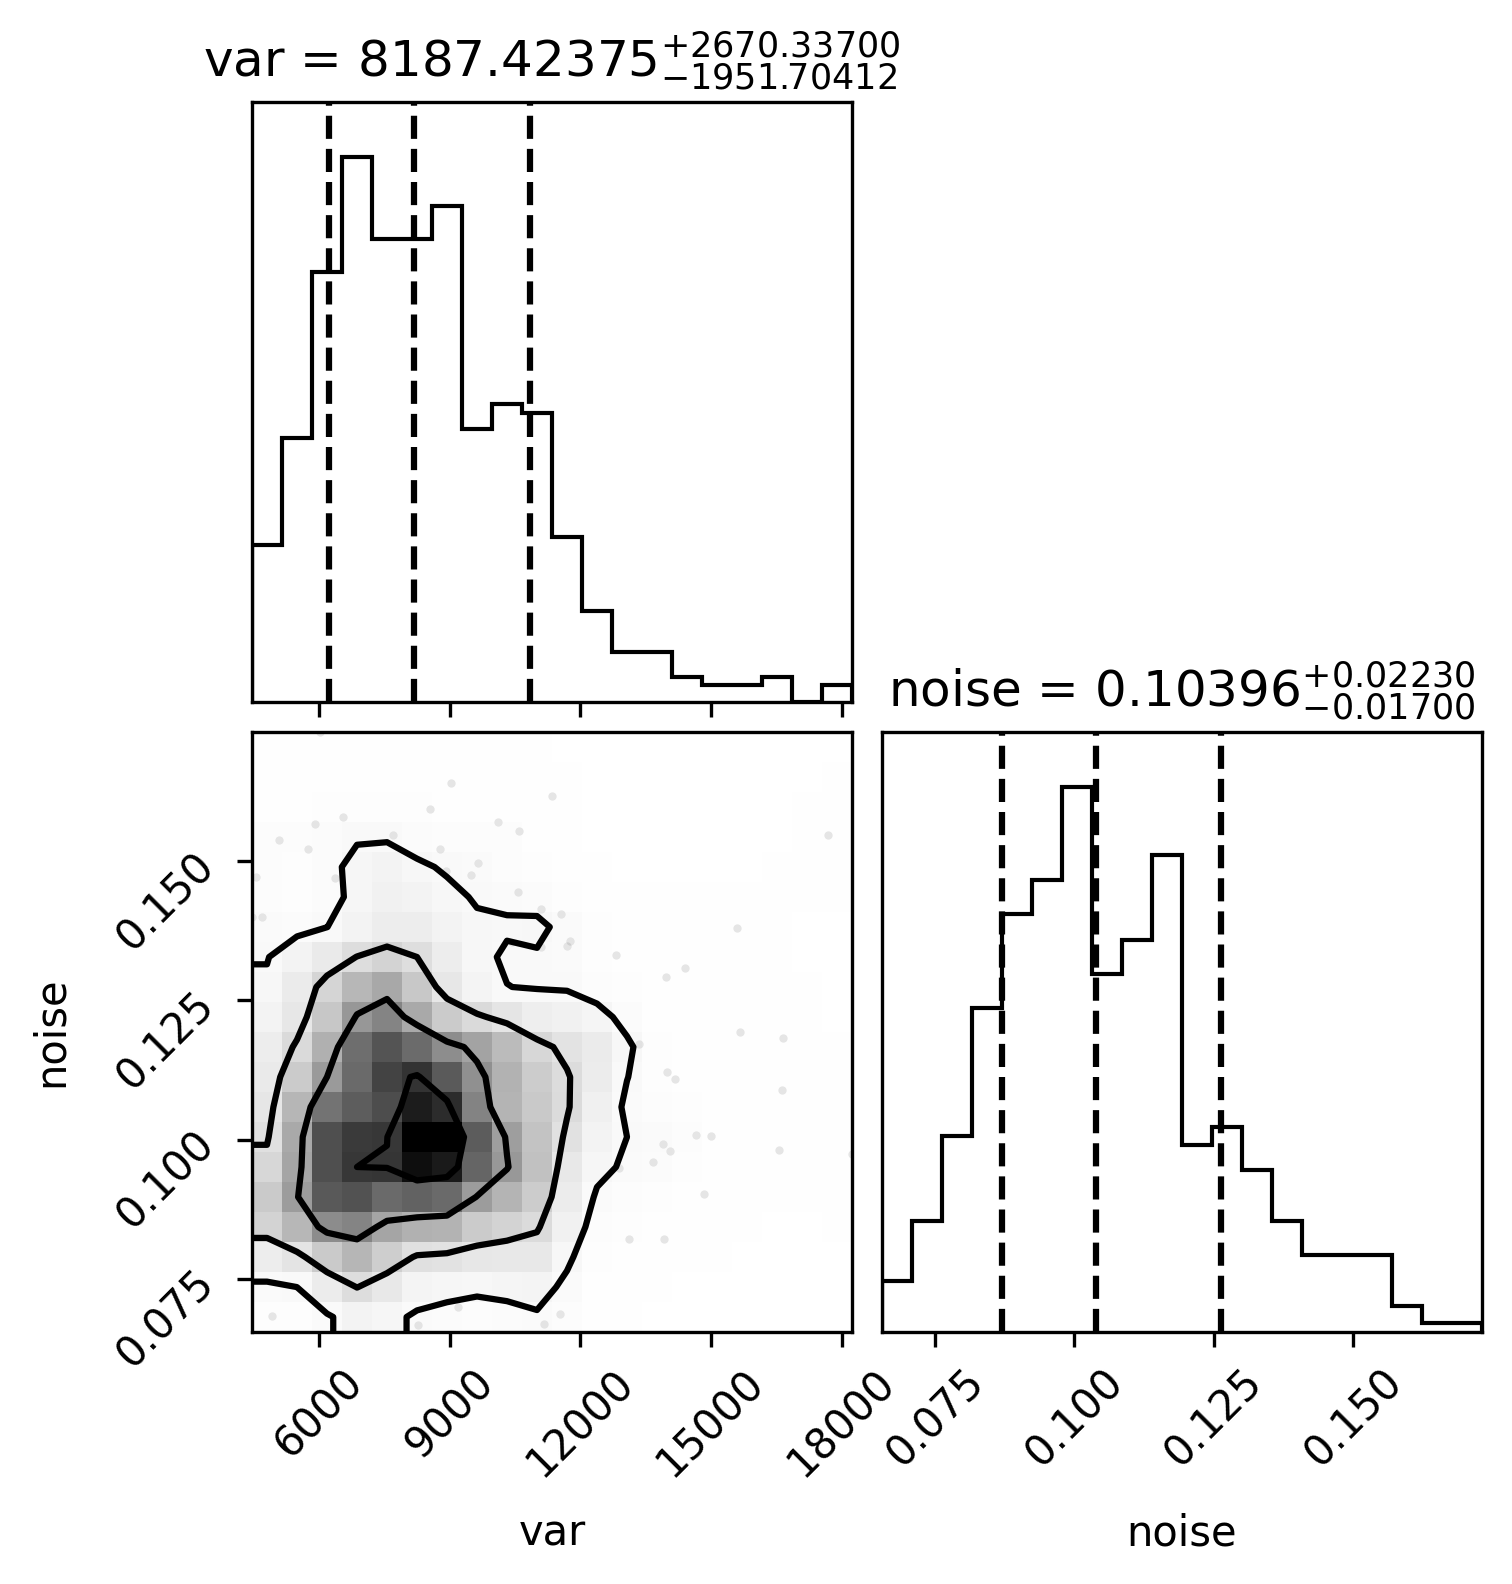 var = 8187.42375+2670.33700−1951.70412
noise = 0.10396+0.02230−0.01700
noise
0.150
0.125
0.100
0.075
6000 9000 12000 15000 18000
0.075 0.100 0.125 0.150
var
noise